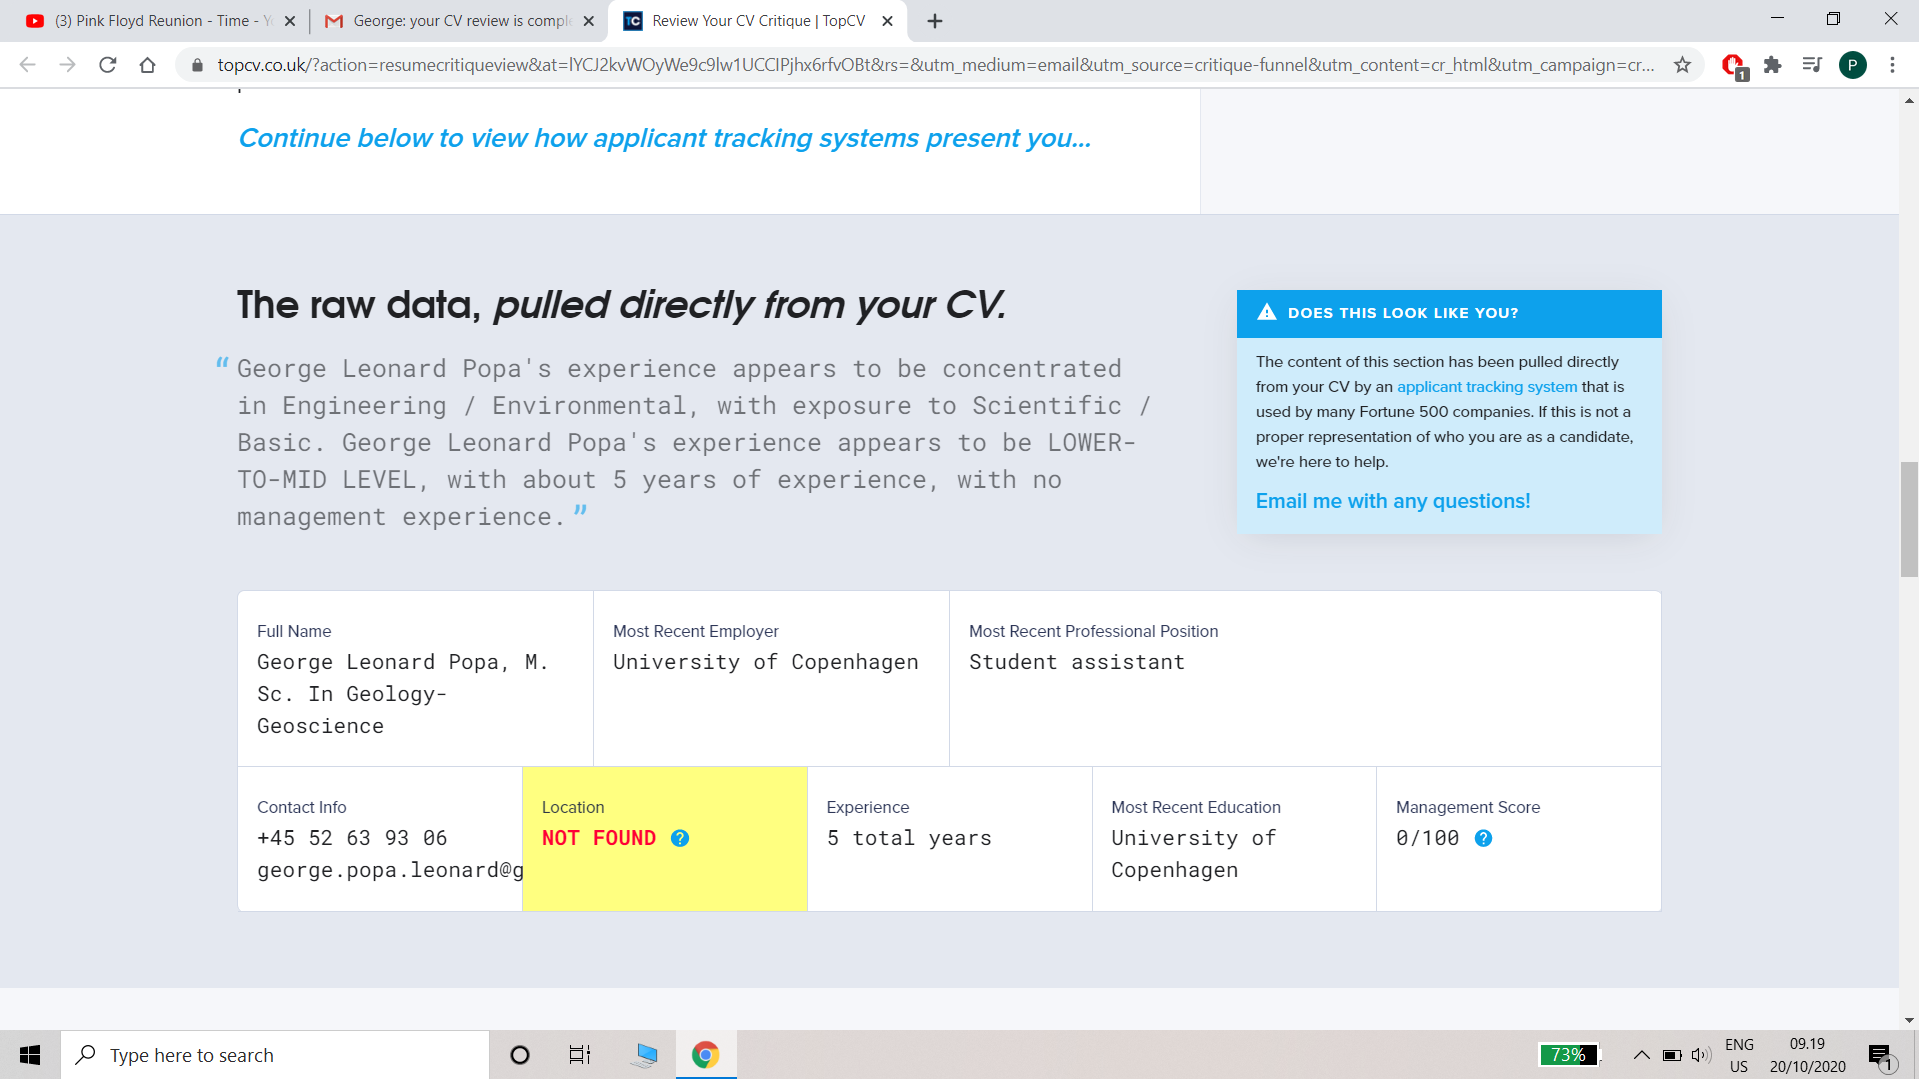 (3) Pink Floyd Reunion - Time - Yo
George: your CV review is comple
TC Review Your CV Critique | TopCV
topcv.co.uk/?action=resumecritiqueview&at=lYCJ2kvWOyWe9c9lw1UCCIPjhx6rfvOBt&rs=&utm_medium=email&utm_source=critique-funnel&utm_content=cr_html&utm_campaign=cr...
1
P
Continue below to view how applicant tracking systems present you...
The raw data, pulled directly from your CV.
“ George Leonard Popa's experience appears to be concentrated
in Engineering / Environmental, with exposure to Scientific /
Basic. George Leonard Popa's experience appears to be LOWER-
TO-MID LEVEL, with about 5 years of experience, with no
management experience. ”
DOES THIS LOOK LIKE YOU?
The content of this section has been pulled directly
from your CV by an applicant tracking system that is
used by many Fortune 500 companies. If this is not a
proper representation of who you are as a candidate,
we're here to help.
Email me with any questions!
Full Name
George Leonard Popa, M.
Sc. In Geology-
Geoscience
Most Recent Employer
University of Copenhagen
Most Recent Professional Position
Student assistant
Contact Info
+45 52 63 93 06
george.popa.leonard@g
Location
NOT FOUND ?
Experience
5 total years
Most Recent Education
University of
Copenhagen
Management Score
0/100 ?
Type here to search
73%
ENG
US
09.19
20/10/2020
1